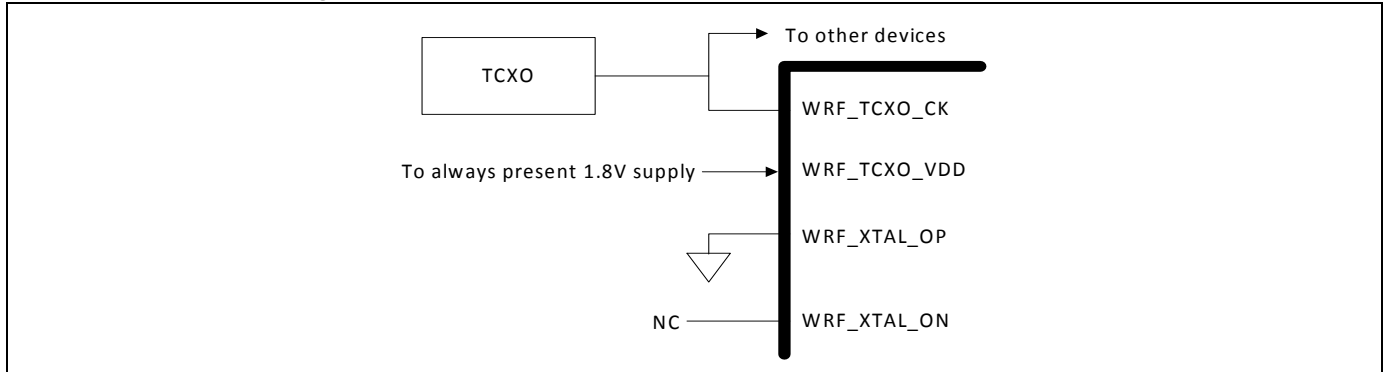 To other devices
TCXO
WRF_TCXO_CK
To always present 1.8V supply
WRF_TCXO_VDD
WRF_XTAL_OP
NC
WRF_XTAL_ON